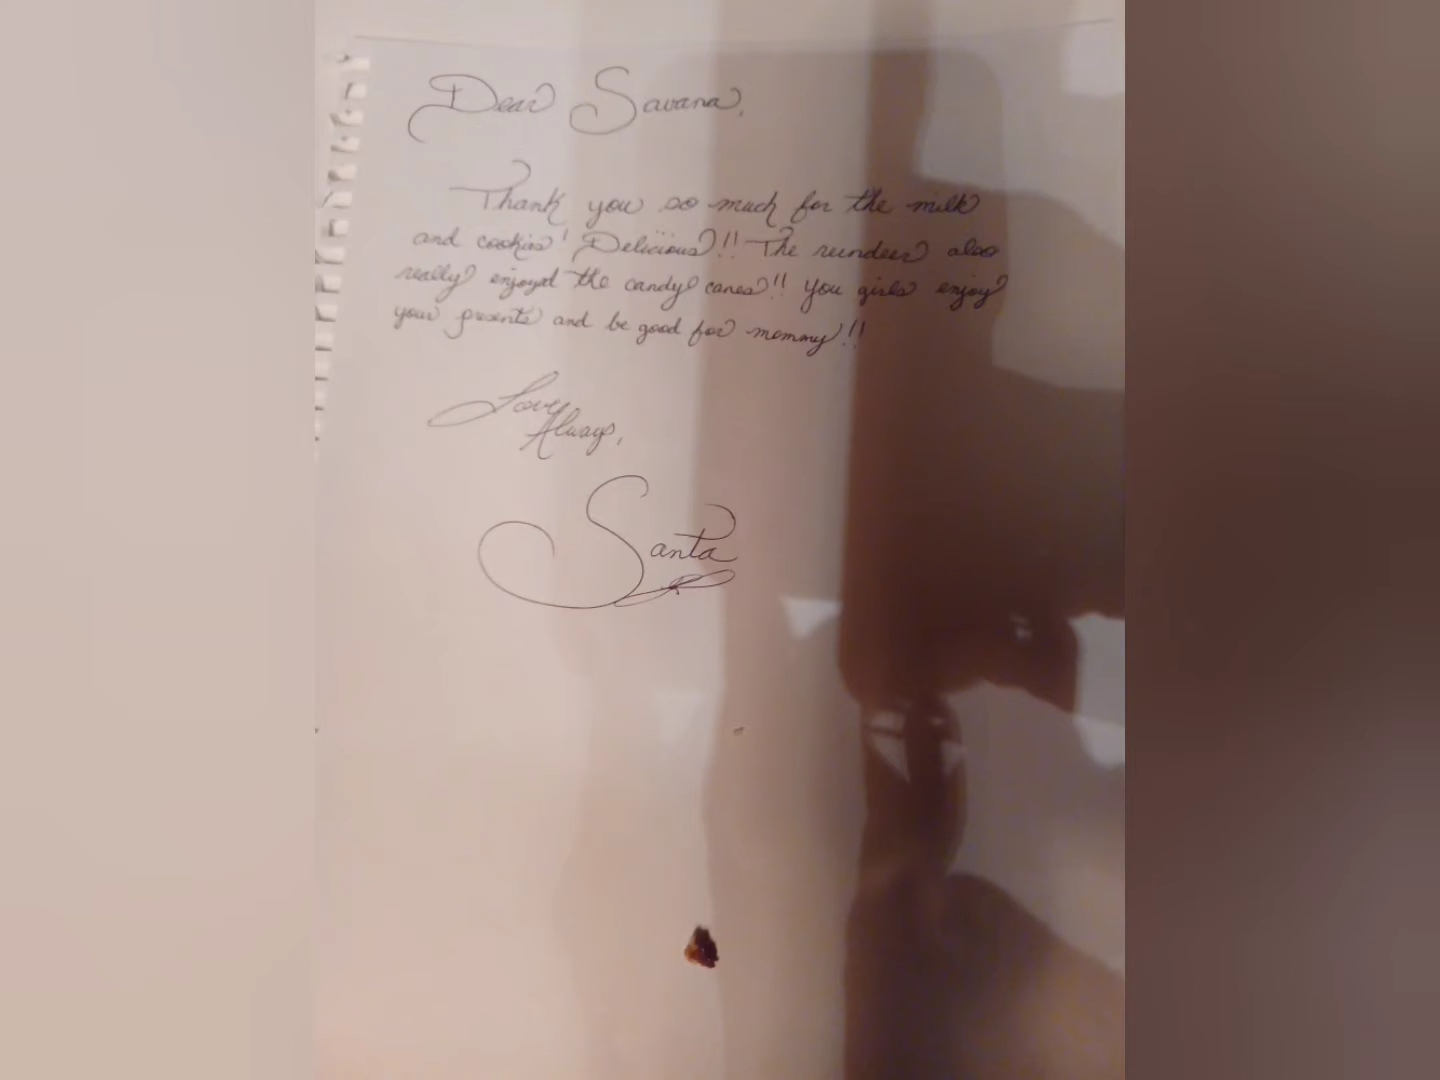 Dear Savana,
Thank you so much for the milk
and cookies! Delicious!! The reindeer also
really enjoyed the candy canes!! You girls enjoy
your presents and be good for mommy!!
Love
Always,
Santa